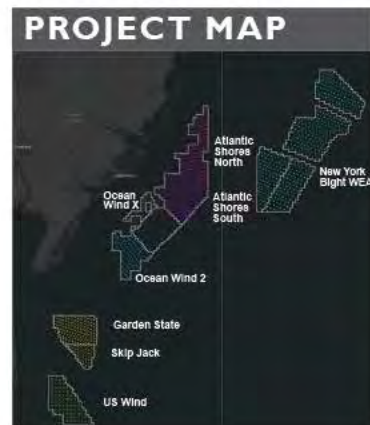 PROJECT MAP
Atlantic
Shores
North
Ocean
Wind X
New York
Bight WEA
Atlantic
Shores
South
Ocean Wind 2
Garden State
Skip Jack
US Wind